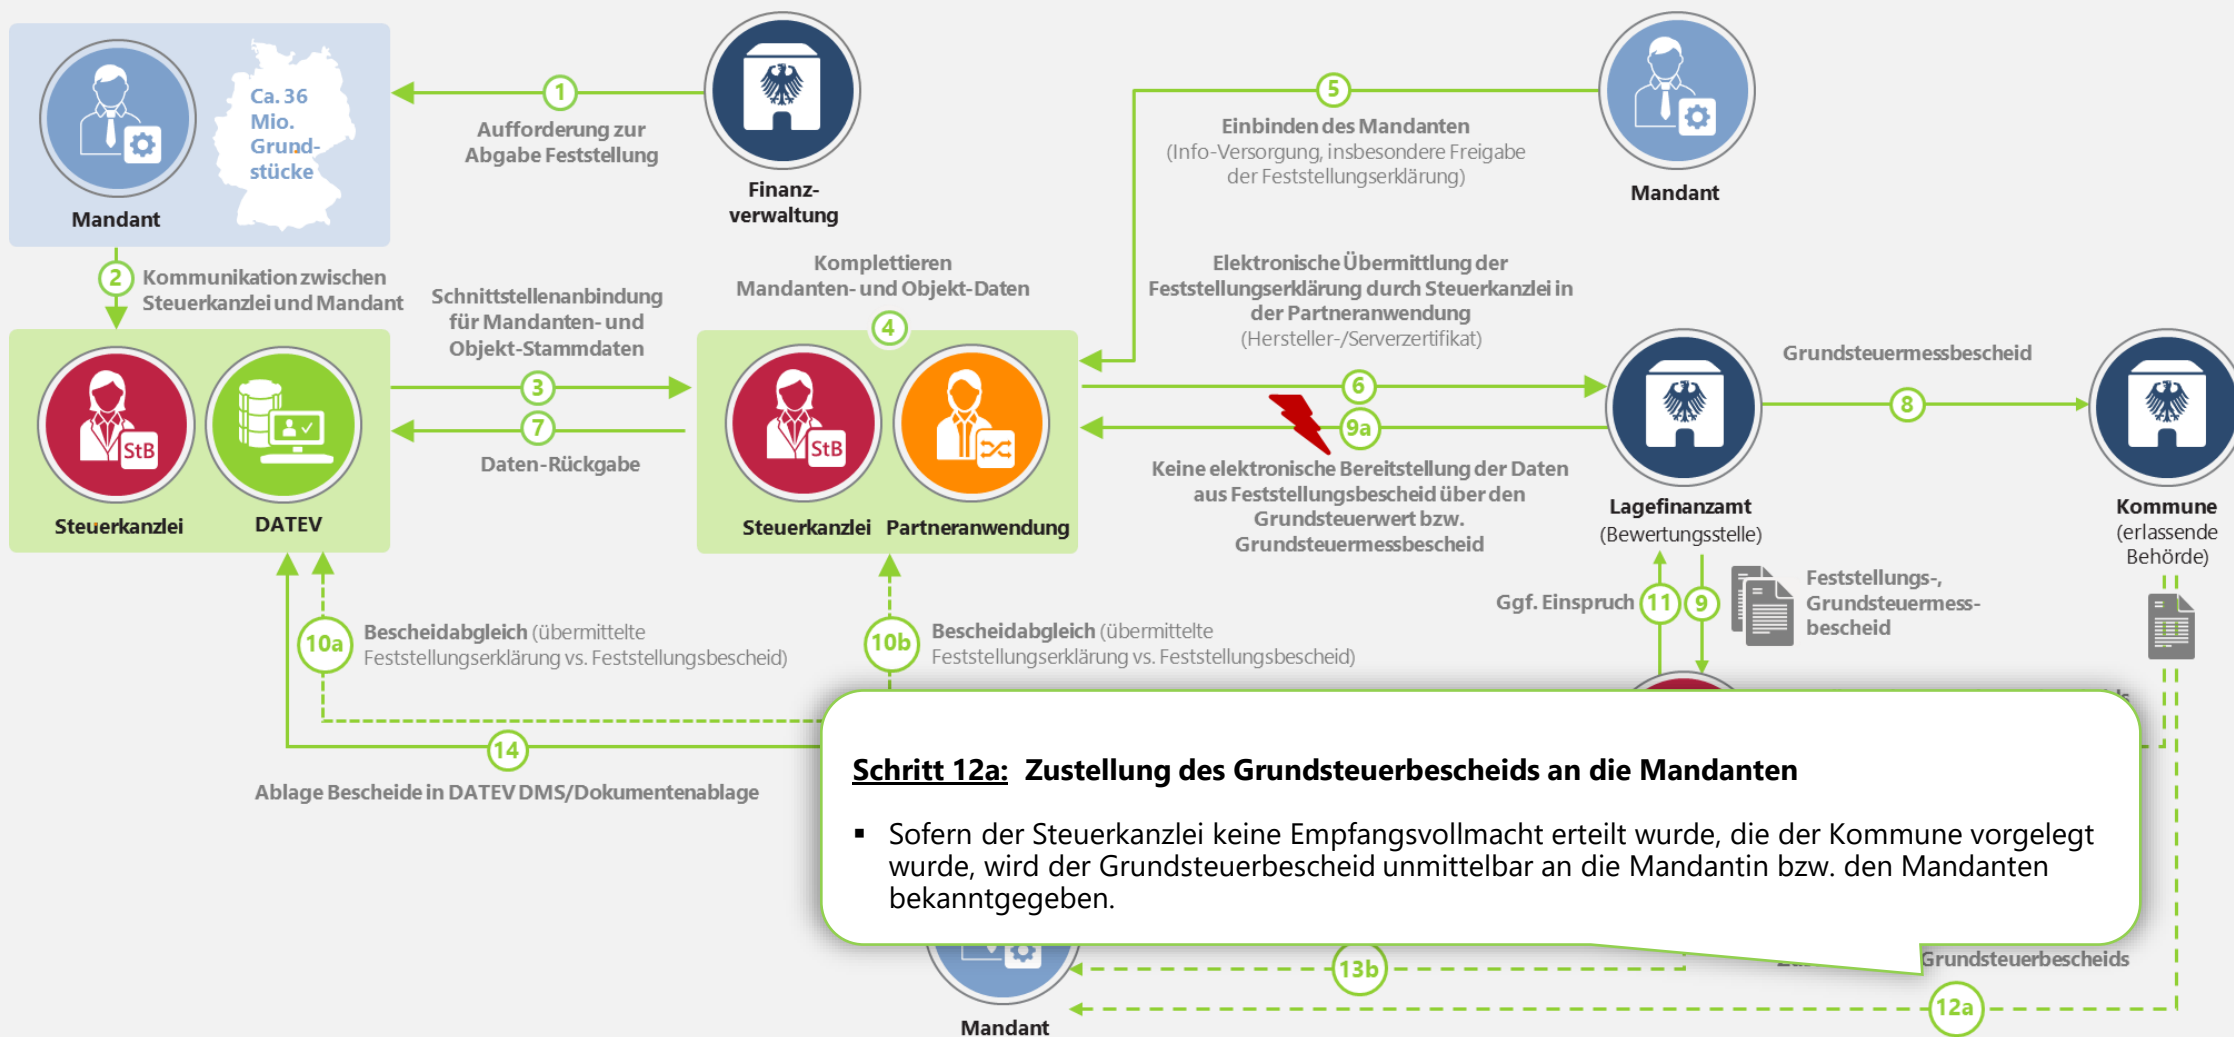 Ca. 36
Mio.
Grund-
stücke
Mandant
1
Aufforderung zur
Abgabe Feststellung
Finanz-
verwaltung
5
Einbinden des Mandanten
(Info-Versorgung, insbesondere Freigabe
der Feststellungserklärung)
Mandant
2
Kommunikation zwischen
Steuerkanzlei und Mandant
Schnittstellenanbindung
für Mandanten- und
Objekt-Stammdaten
3
7
Daten-Rückgabe
StB
Steuerkanzlei
DATEV
Komplettieren
Mandanten- und Objekt-Daten
4
StB
Steuerkanzlei
Partneranwendung
Elektronische Übermittlung der
Feststellungserklärung durch Steuerkanzlei in
der Partneranwendung
(Hersteller-/Serverzertifikat)
6
9a
Keine elektronische Bereitstellung der Daten
aus Feststellungsbescheid über den
Grundsteuerwert bzw.
Grundsteuermessbescheid
Lagefinanzamt
(Bewertungsstelle)
Grundsteuermessbescheid
8
Kommune
(erlassende
Behörde)
10a
Bescheidabgleich (übermittelte
Feststellungserklärung vs. Feststellungsbescheid)
10b
Bescheidabgleich (übermittelte
Feststellungserklärung vs. Feststellungsbescheid)
Ggf. Einspruch
11
9
Feststellungs-,
Grundsteuermess-
bescheid
14
Ablage Bescheide in DATEV DMS/Dokumentenablage
Schritt 12a: Zustellung des Grundsteuerbescheids an die Mandanten
▪ Sofern der Steuerkanzlei keine Empfangsvollmacht erteilt wurde, die der Kommune vorgelegt
wurde, wird der Grundsteuerbescheid unmittelbar an die Mandantin bzw. den Mandanten
bekanntgegeben.
Grundsteuerbescheids
13b
12a
Mandant